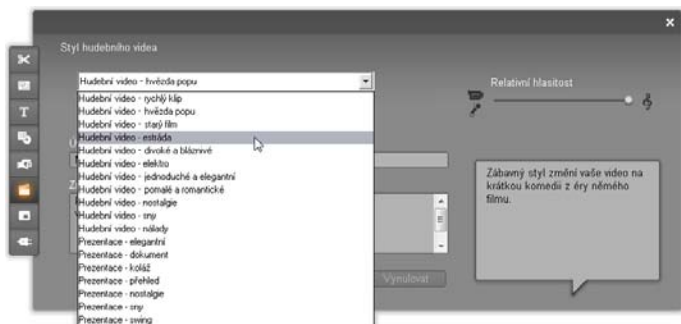 Styl hudebního videa
Hudební video - hvězda popu
Hudební video - rychlý klip
Hudební video - hvězda popu
Hudební video - starý film
Hudební video - estráda
Hudební video - divoké a bláznivé
Hudební video - elektro
Hudební video - jednoduché a elegantní
Hudební video - pomalé a romantické
Hudební video - nostalgie
Hudební video - sny
Hudební video - nálady
Prezentace - elegantní
Prezentace - dokument
Prezentace - koláž
Prezentace - přehled
Prezentace - nostalgie
Prezentace - sny
Prezentace - swing
Vynulovat
Relativní hlasitost
Zábavný styl změní vaše video na
krátkou komedii z éry němého
filmu.